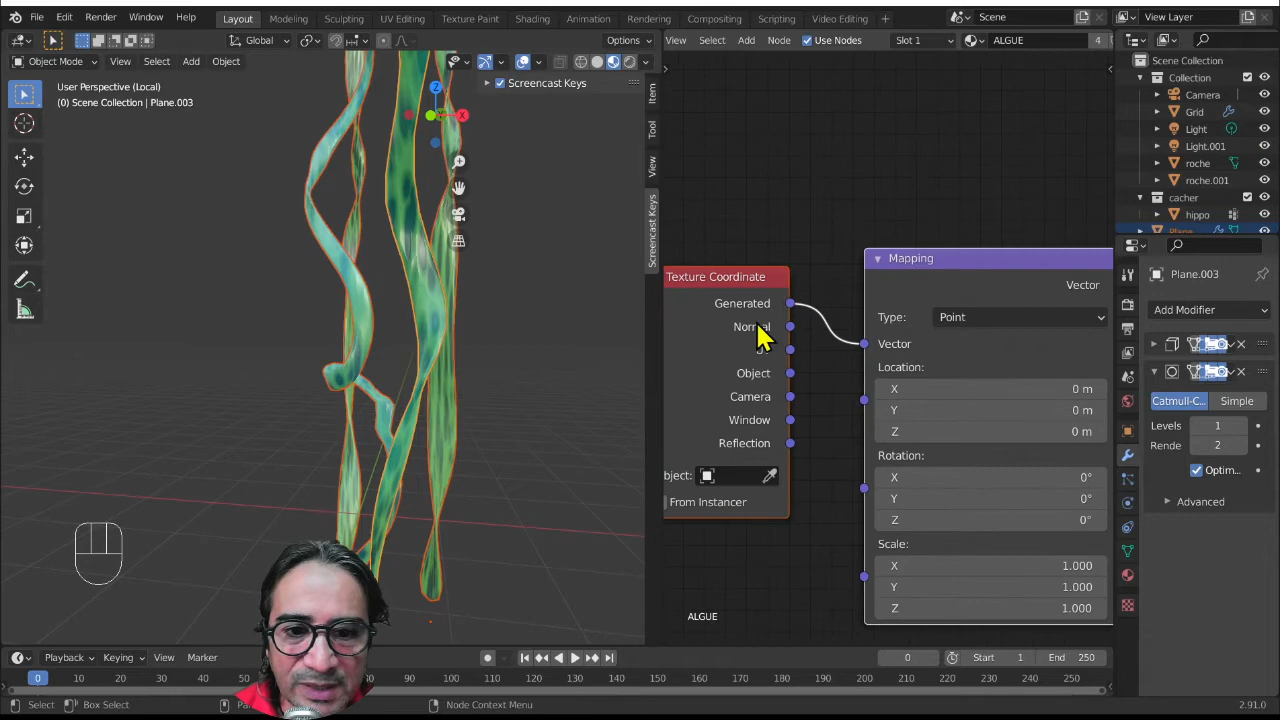 File Edit Render Window Help Layout Modeling Sculpting UV Editing Texture Paint Shading Animation Rendering Compositing Scripting Video Editing + Scene View Layer
Global Options View Select Add Node Use Nodes Slot 1 ALGUE 4
Object Mode View Select Add Object
User Perspective (Local)
(0) Scene Collection | Plane.003
Screencast Keys
Z
X
Item
Tool
View
Screencast Keys
Texture Coordinate
Generated
Normal
Object
Camera
Window
Reflection
bject:
From Instancer
Mapping
Vector
Type: Point
Vector
Location:
X 0 m
Y 0 m
Z 0 m
Rotation:
X 0°
Y 0°
Z 0°
Scale:
X 1.000
Y 1.000
Z 1.000
ALGUE
Scene Collection
Collection
Camera
Grid
Light
Light.001
roche
roche.001
cacher
hippo
Plane
Plane.003
Add Modifier
Catmull-C... Simple
Levels 1
Rende 2
Optim...
Advanced
Playback Keying View Marker 0 Start 1 End 250
0 10 20 30 40 50 60 70 80 90 100 110 120 130 140 150 160 170 180 190 200 210 220 230 240 250
Select Box Select Node Context Menu 2.91.0